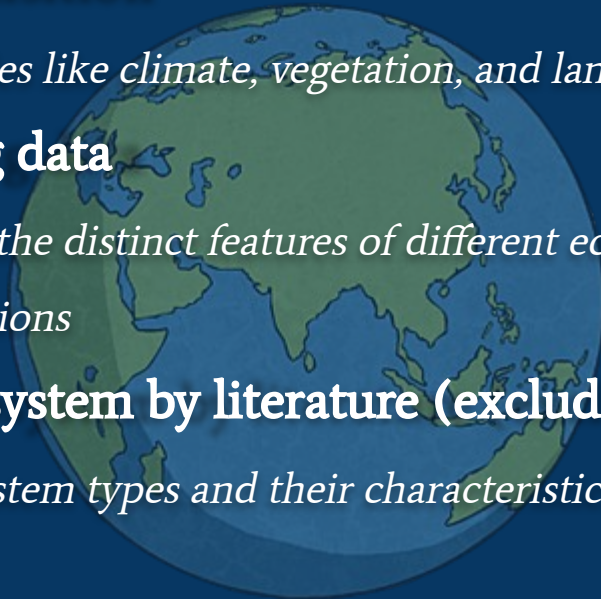 es like climate, vegetation, and lan
g data
the distinct features of different ec
ions
system by literature (exclud
stem types and their characteristic